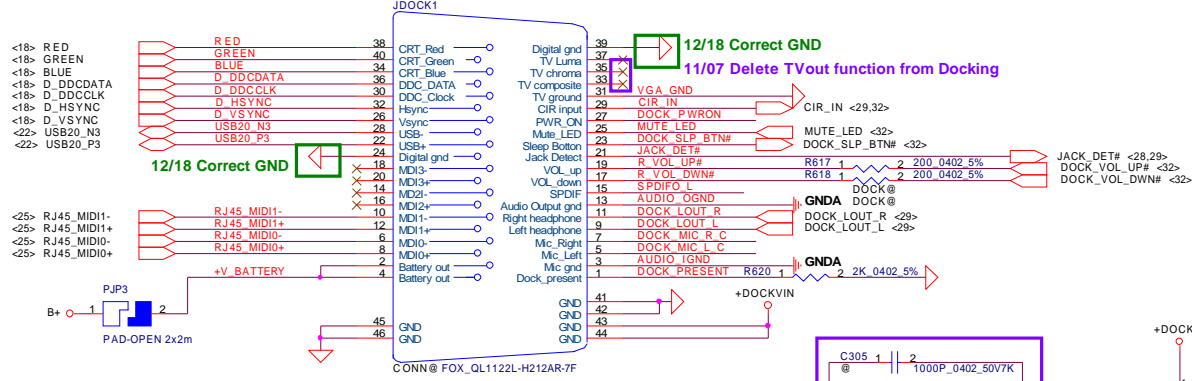 JDOCK1
<18> RED RED 38 CRT_Red Digital gnd 39 12/18 Correct GND
<18> GREEN GREEN 40 CRT_Green TV Luma 37
<18> BLUE BLUE 34 CRT_Blue TV chroma 35 11/07 Delete TVout function from Docking
<18> D_DDCDATA D_DDCDATA 36 DDC_DATA TV composite 33
<18> D_DDCCLK D_DDCCLK 30 DDC_Clock TV ground 31 VGA_GND
<18> D_HSYNC D_HSYNC 32 Hsync CIR input 29 CIR_IN CIR_IN <29,32>
<18> D_VSYNC D_VSYNC 26 Vsync PWR_ON 27 DOCK_PWRON
<22> USB20_N3 USB20_N3 28 USB- Mute_LED 25 MUTE_LED MUTE_LED <32>
<22> USB20_P3 USB20_P3 22 USB+ Sleep Botton 23 DOCK_SLP_BTN# DOCK_SLP_BTN# <32>
12/18 Correct GND 24 Digital gnd Jack Detect 21 JACK_DET# JACK_DET# <28,29>
18 MDI3- VOL_up 19 R_VOL_UP# R617 1 2 200_0402_5% DOCK_VOL_UP# <32>
20 MDI3+ VOL_down 17 R_VOL_DWN# R618 1 2 200_0402_5% DOCK_VOL_DWN# <32>
14 MD2I- SPDIF 15 SPDIFO_L DOCK@
DOCK@
16 MDI2+ Audio Output gnd 13 AUDIO_OGND GNDA
<25> RJ45_MIDI1- RJ45_MIDI1- 10 MDI1- Right headphone 11 DOCK_LOUT_R DOCK_LOUT_R <29>
<25> RJ45_MIDI1+ RJ45_MIDI1+ 12 MDI1+ Left headphone 9 DOCK_LOUT_L DOCK_LOUT_L <29>
<25> RJ45_MIDI0- RJ45_MIDI0- 6 MDI0- Mic_Right 7 DOCK_MIC_R_C
<25> RJ45_MIDI0+ RJ45_MIDI0+ 8 MDI0+ Mic_Left 5 DOCK_MIC_L_C
2 Battery out Mic gnd 3 AUDIO_IGND GNDA
+V_BATTERY 4 Battery out Dock_present 1 DOCK_PRESENT R620 1 2 2K_0402_5%
PJP3
+DOCKVIN
GND 41
B+ 1 2 GND 42
45 GND GND 43
46 GND GND 44
PAD-OPEN 2x2m
+DOCK
CONN@ FOX_QL1122L-H212AR-7F
C305 1 2
@ 1000P_0402_50V7K